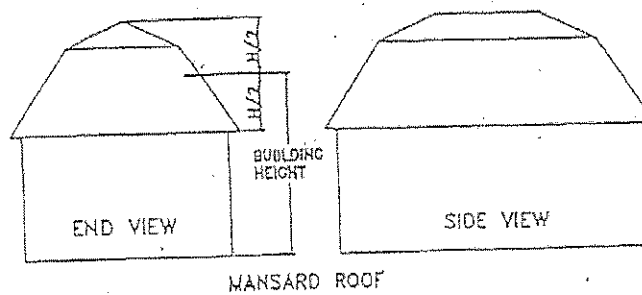 H/2
H/2
BUILDING
HEIGHT
END VIEW
SIDE VIEW
MANSARD ROOF